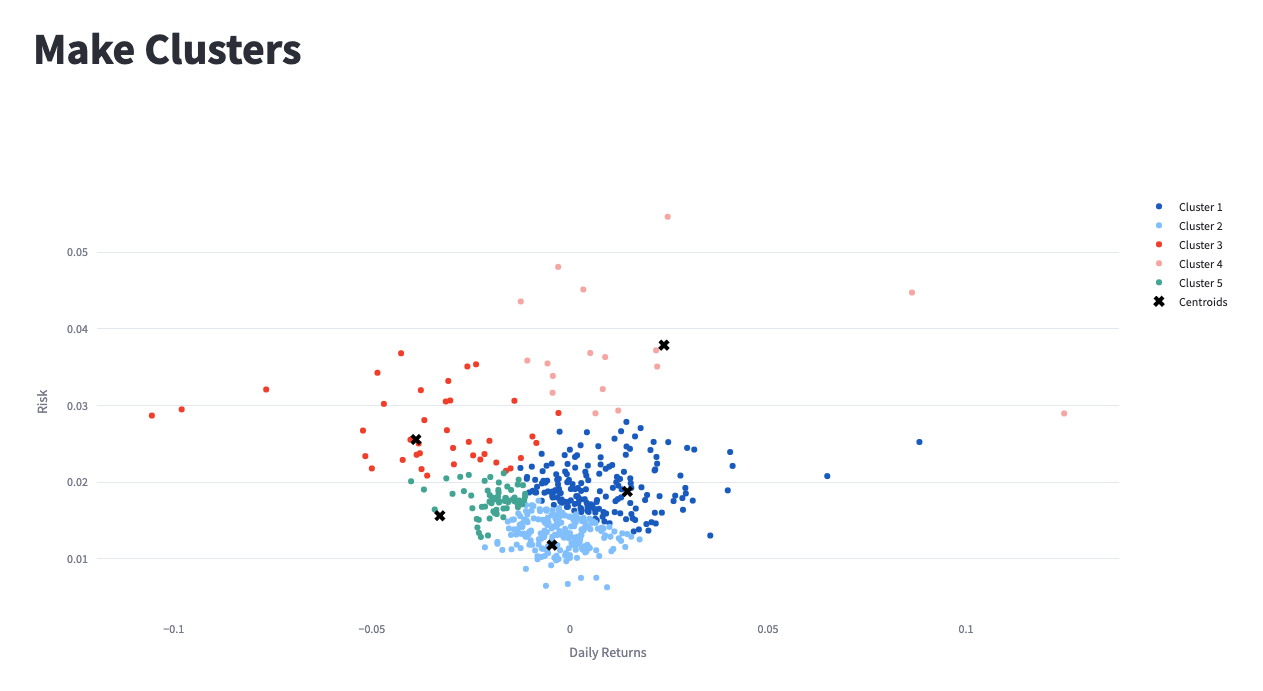 Make Clusters
Cluster 1
Cluster 2
Cluster 3
Cluster 4
Cluster 5
Centroids
0.05
0.04
0.03
0.02
0.01
Risk
−0.1
−0.05
0
0.05
0.1
Daily Returns